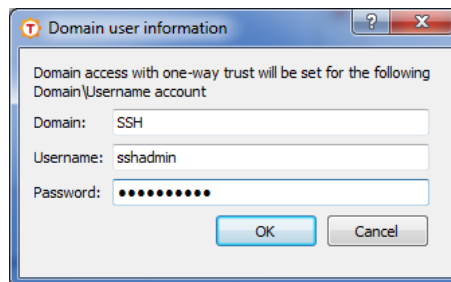 Domain user information
Domain access with one-way trust will be set for the following
Domain\Username account
Domain: SSH
Username: sshadmin
Password: ••••••••••
OK Cancel